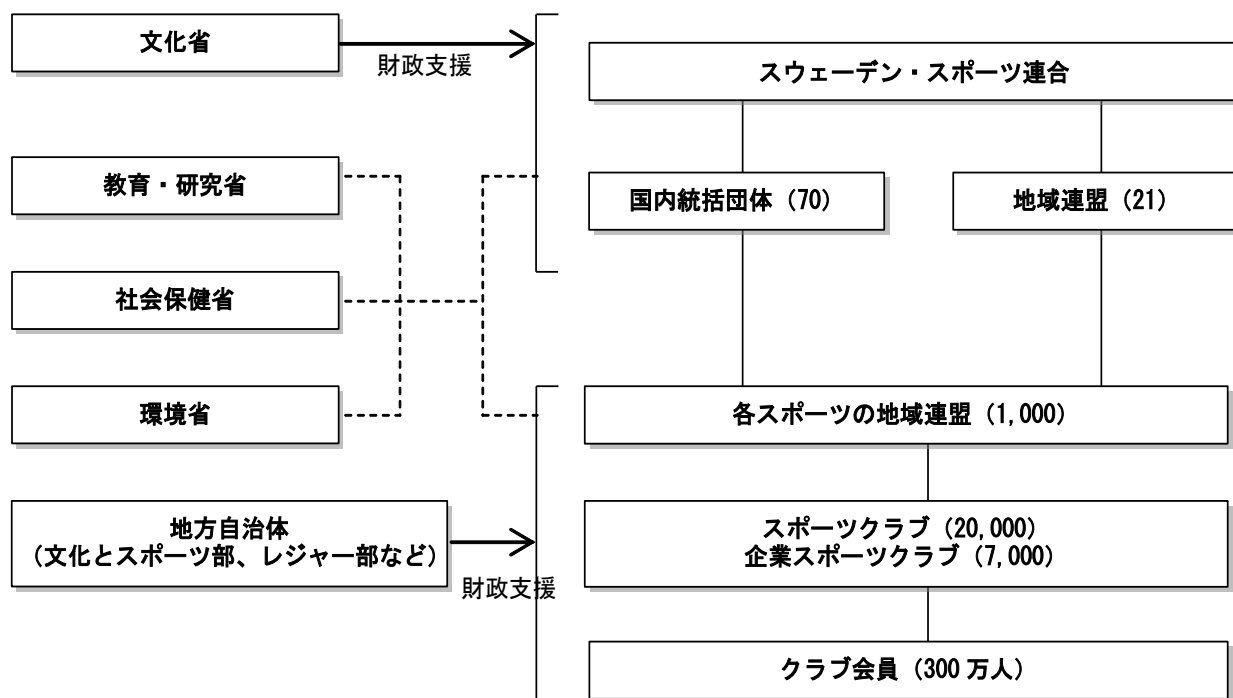 文化省
財政支援
スウェーデン・スポーツ連合
教育・研究省
国内統括団体（70）
地域連盟（21）
社会保健省
環境省
各スポーツの地域連盟（1,000）
地方自治体
（文化とスポーツ部、レジャー部など）
財政支援
スポーツクラブ（20,000）
企業スポーツクラブ（7,000）
クラブ会員（300万人）